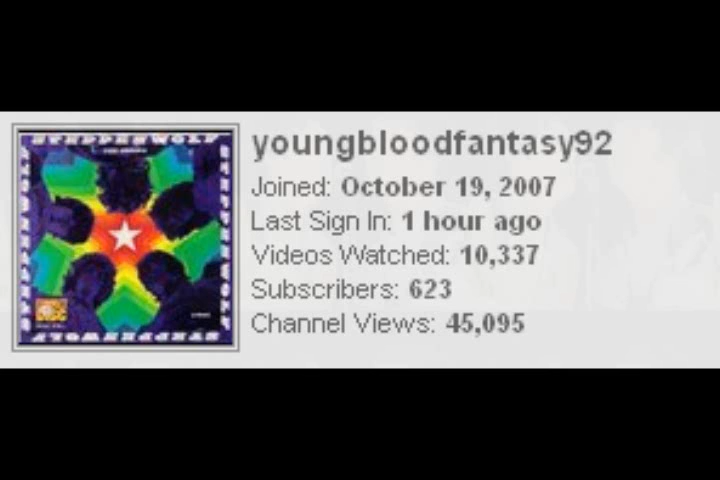 STEPPENWOLF
youngbloodfantasy92
Joined: October 19, 2007
Last Sign In: 1 hour ago
Videos Watched: 10,337
Subscribers: 623
Channel Views: 45,095